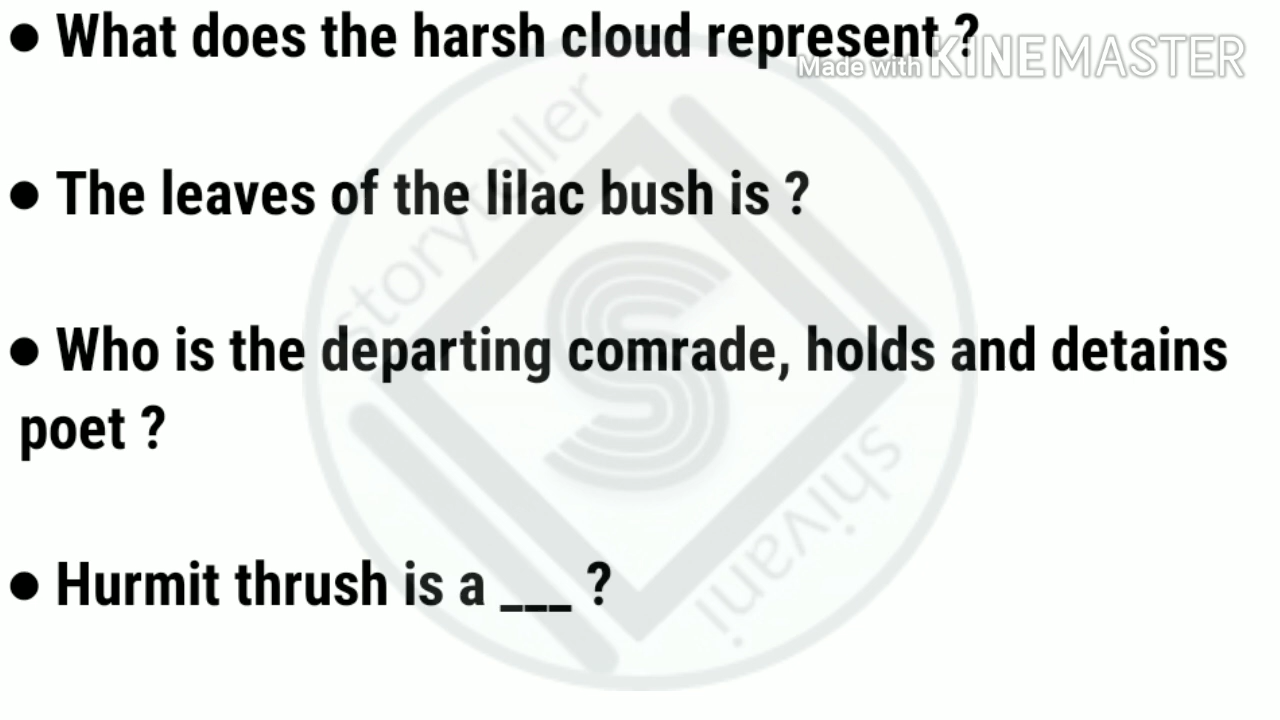 ● What does the harsh cloud represent ?
Made with KINEMASTER
● The leaves of the lilac bush is ?
● Who is the departing comrade, holds and detains
poet ?
● Hurmit thrush is a ___ ?
storyteller
shivani